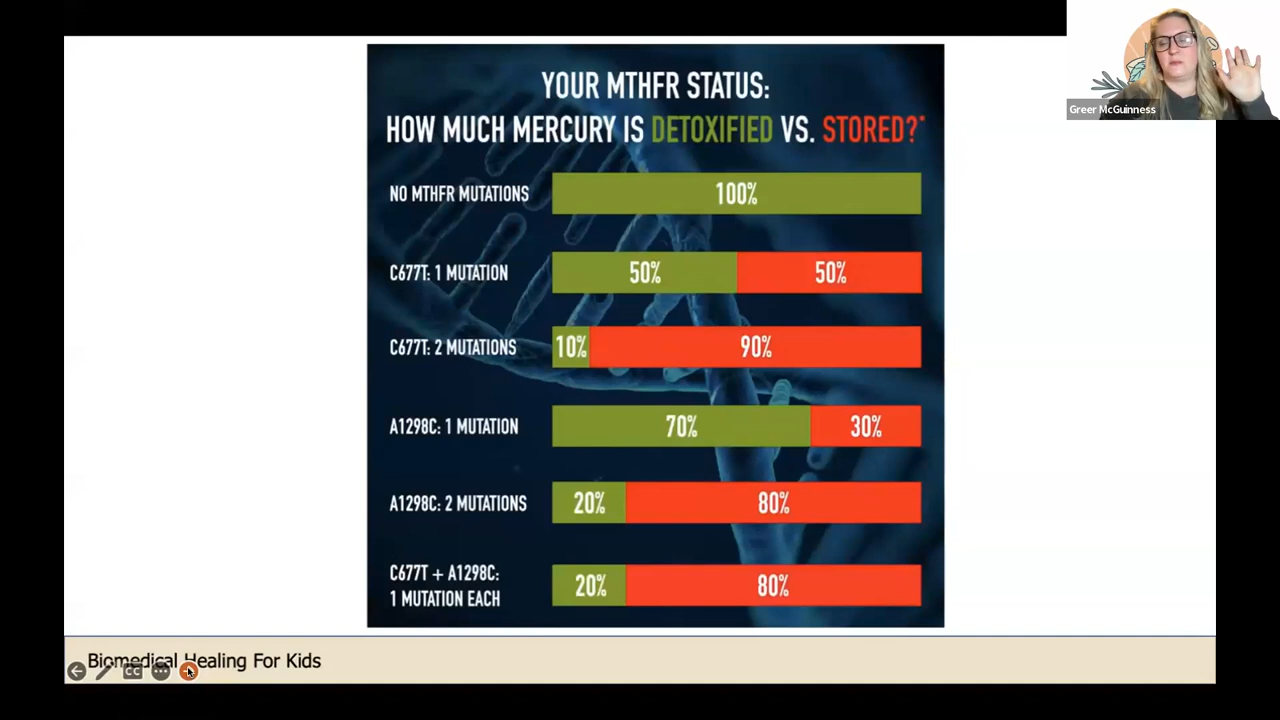 YOUR MTHFR STATUS:
HOW MUCH MERCURY IS DETOXIFIED VS. STORED?*
NO MTHFR MUTATIONS 100%
C677T: 1 MUTATION 50% 50%
C677T: 2 MUTATIONS 10% 90%
A1298C: 1 MUTATION 70% 30%
A1298C: 2 MUTATIONS 20% 80%
C677T + A1298C:
1 MUTATION EACH 20% 80%
Greer McGuinness
Biomedical Healing For Kids
CC